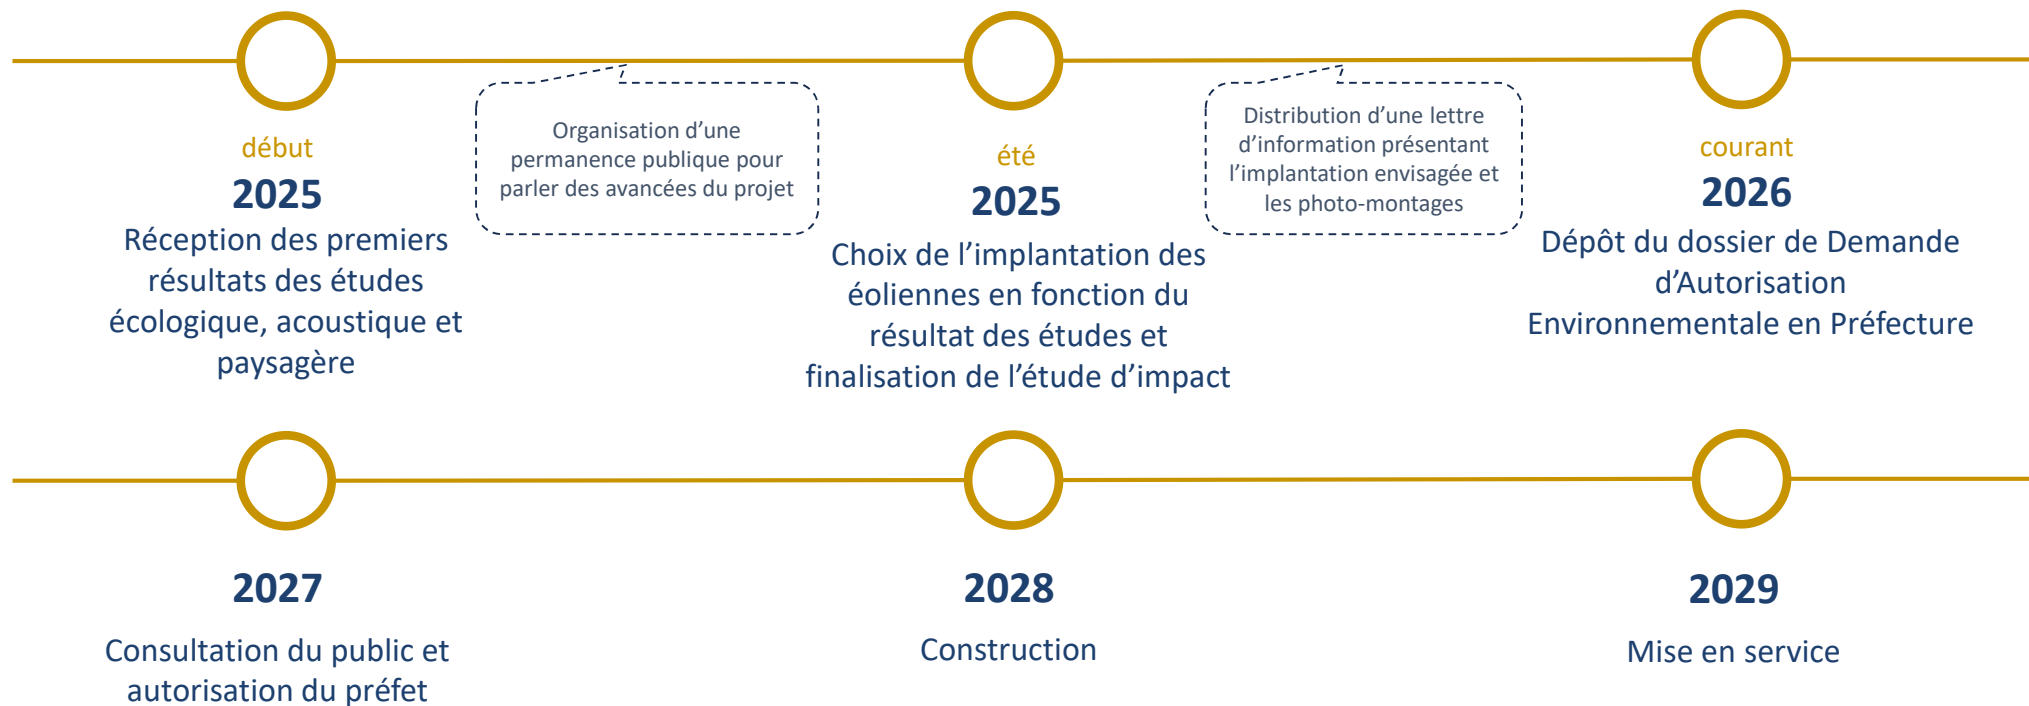 début
2025
Réception des premiers
résultats des études
écologique, acoustique et
paysagère
Organisation d’une
permanence publique pour
parler des avancées du projet
été
2025
Choix de l’implantation des
éoliennes en fonction du
résultat des études et
finalisation de l’étude d’impact
Distribution d’une lettre
d’information présentant
l’implantation envisagée et
les photo-montages
courant
2026
Dépôt du dossier de Demande
d’Autorisation
Environnementale en Préfecture
2027
Consultation du public et
autorisation du préfet
2028
Construction
2029
Mise en service